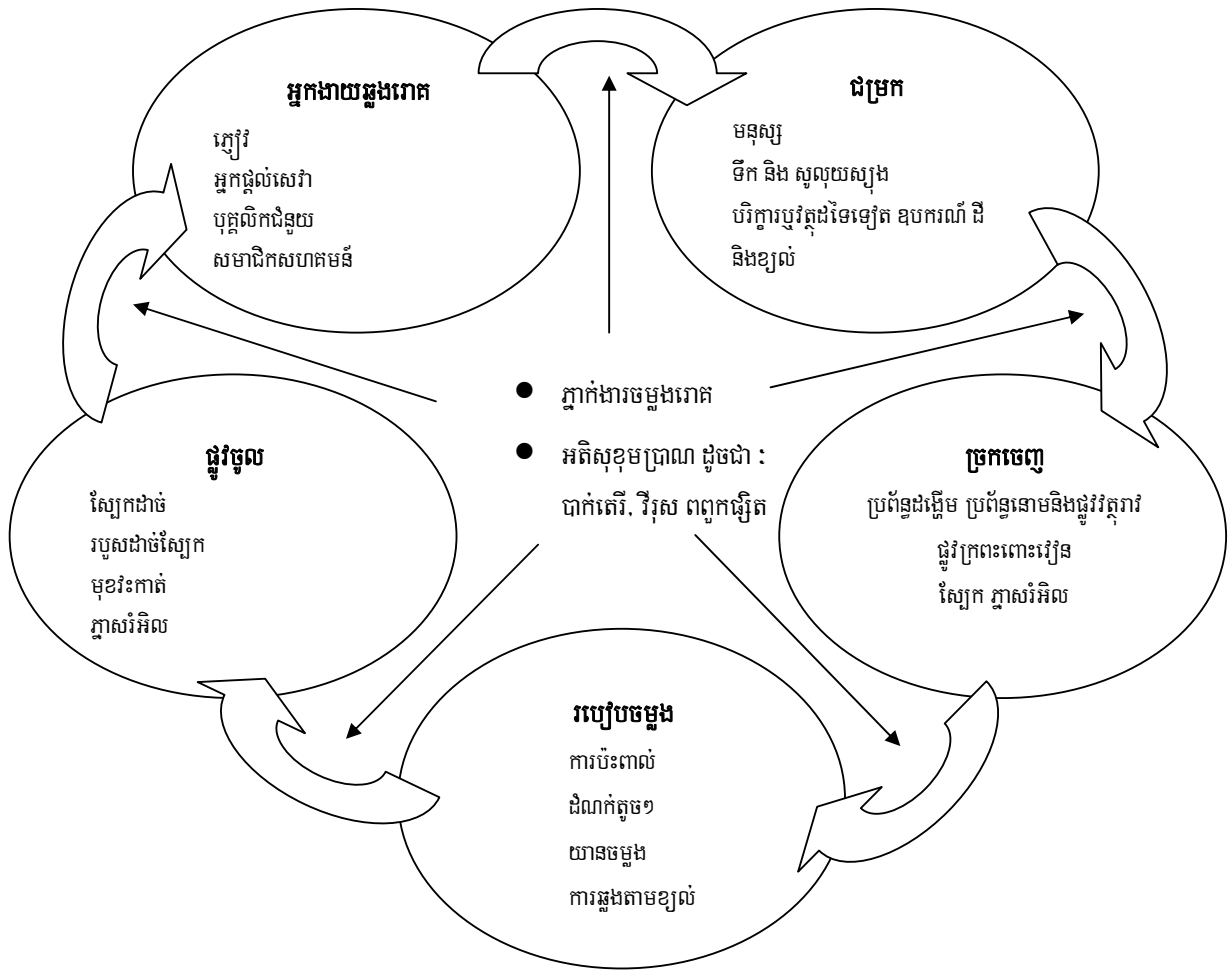 អ្នកងាយឆ្លងរោគ
ភ្ញៀវ
អ្នកផ្តល់សេវា
បុគ្គលិកជំនួយ
សមាជិកសហគមន៍
ជម្រក
មនុស្ស
ទឹក និង សូលុយស្យុង
បរិក្ខារឬវត្ថុដទៃទៀត ឧបករណ៍ ដី
និងខ្យល់
● ភ្នាក់ងារចម្លងរោគ
● អតិសុខុមប្រាណ ដូចជា ៖
បាក់តេរី, វីរុស ពពួកផ្សិត
ផ្លូវចូល
ស្បែកដាច់
របួសដាច់ស្បែក
មុខវះកាត់
ភ្នាសរំអិល
ច្រកចេញ
ប្រព័ន្ធដង្ហើម ប្រព័ន្ធនោមនិងផ្លូវវត្ថុរាវ
ផ្លូវក្រពះពោះវៀន
ស្បែក ភ្នាសរំអិល
របៀបចម្លង
ការប៉ះពាល់
ដំណក់តូចៗ
យានចម្លង
ការឆ្លងតាមខ្យល់